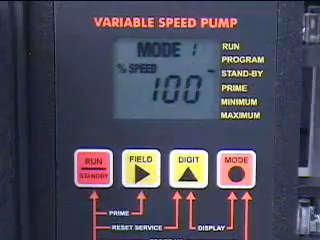 VARIABLE SPEED PUMP
MODE 1
% SPEED
100
RUN
PROGRAM
STAND-BY
PRIME
MINIMUM
MAXIMUM
RUN
STANDBY
FIELD
DIGIT
MODE
PRIME
RESET SERVICE
DISPLAY